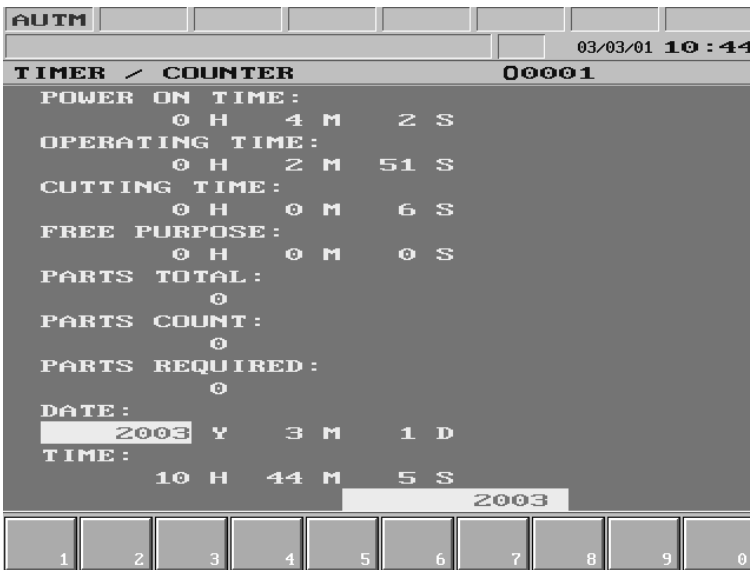 AUTM
03/03/01 10:44
TIMER / COUNTER O0001
POWER ON TIME:
0 H 4 M 2 S
OPERATING TIME:
0 H 2 M 51 S
CUTTING TIME:
0 H 0 M 6 S
FREE PURPOSE:
0 H 0 M 0 S
PARTS TOTAL:
0
PARTS COUNT:
0
PARTS REQUIRED:
0
DATE:
2003 Y 3 M 1 D
TIME:
10 H 44 M 5 S
2003
1 2 3 4 5 6 7 8 9 0